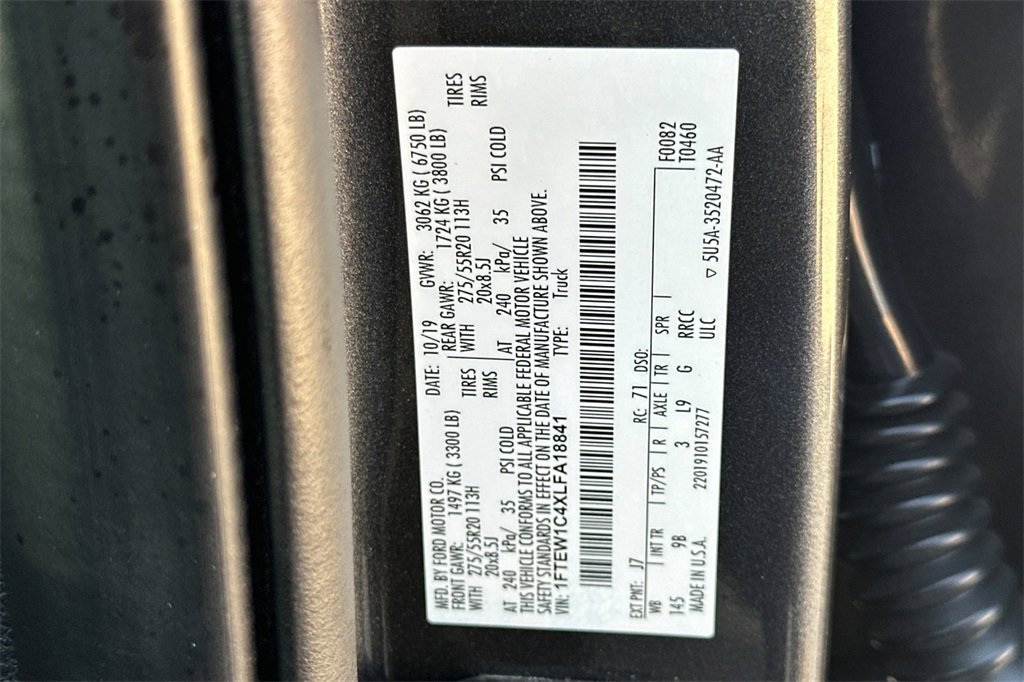 MFD. BY FORD MOTOR CO. DATE: 10/19 GVWR: 3062 KG ( 6750 LB)
FRONT GAWR: 1497 KG ( 3300 LB) REAR GAWR: 1724 KG ( 3800 LB)
WITH 275/55R20 113H TIRES WITH 275/55R20 113H TIRES
20x8.5J RIMS 20x8.5J RIMS
AT 240 kPa/ 35 PSI COLD AT 240 kPa/ 35 PSI COLD
THIS VEHICLE CONFORMS TO ALL APPLICABLE FEDERAL MOTOR VEHICLE
SAFETY STANDARDS IN EFFECT ON THE DATE OF MANUFACTURE SHOWN ABOVE.
VIN: 1FTEW1C4XLFA18841 TYPE: Truck
EXT PNT: J7 RC: 71 DSO: F0082
WB INT TR TP/PS R AXLE TR SPR T0460
145 9B 3 L9 G RRCC
MADE IN U.S.A. 2201910157277 ULC ▽ 5U5A-3520472-AA